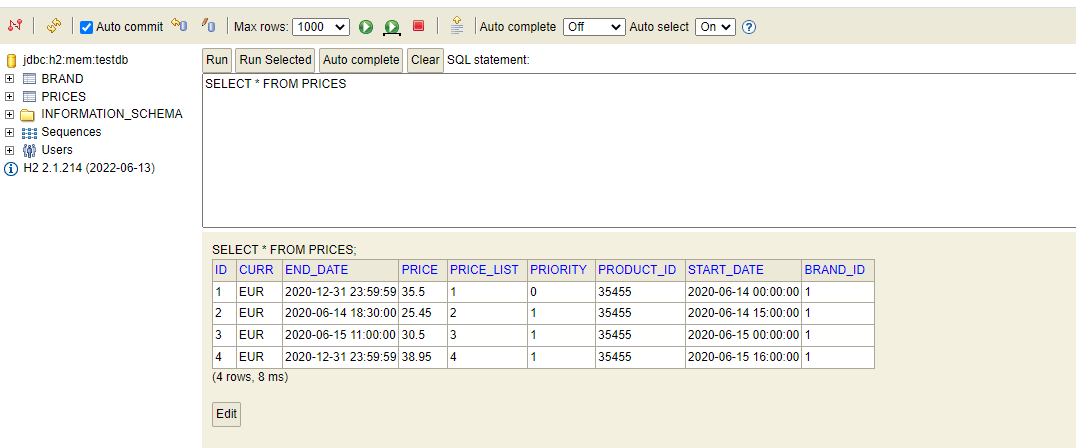 Auto commit Max rows: 1000 Auto complete Off Auto select On ?
jdbc:h2:mem:testdb
BRAND
PRICES
INFORMATION_SCHEMA
Sequences
Users
H2 2.1.214 (2022-06-13)
Run Run Selected Auto complete Clear SQL statement:
SELECT * FROM PRICES
SELECT * FROM PRICES;
ID CURR END_DATE PRICE PRICE_LIST PRIORITY PRODUCT_ID START_DATE BRAND_ID
1 EUR 2020-12-31 23:59:59 35.5 1 0 35455 2020-06-14 00:00:00 1
2 EUR 2020-06-14 18:30:00 25.45 2 1 35455 2020-06-14 15:00:00 1
3 EUR 2020-06-15 11:00:00 30.5 3 1 35455 2020-06-15 00:00:00 1
4 EUR 2020-12-31 23:59:59 38.95 4 1 35455 2020-06-15 16:00:00 1
(4 rows, 8 ms)
Edit